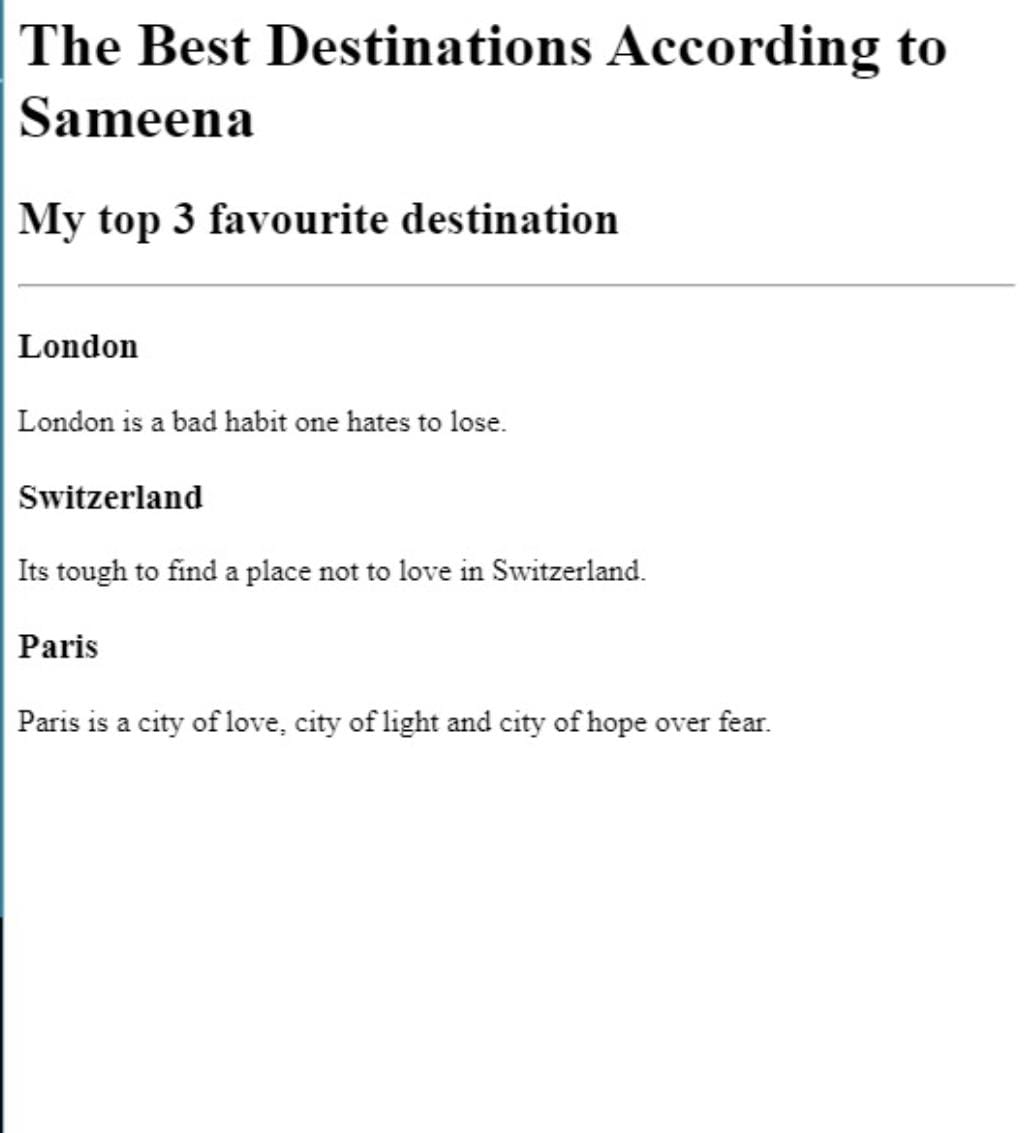 The Best Destinations According to
Sameena
My top 3 favourite destination
London
London is a bad habit one hates to lose.
Switzerland
Its tough to find a place not to love in Switzerland.
Paris
Paris is a city of love, city of light and city of hope over fear.